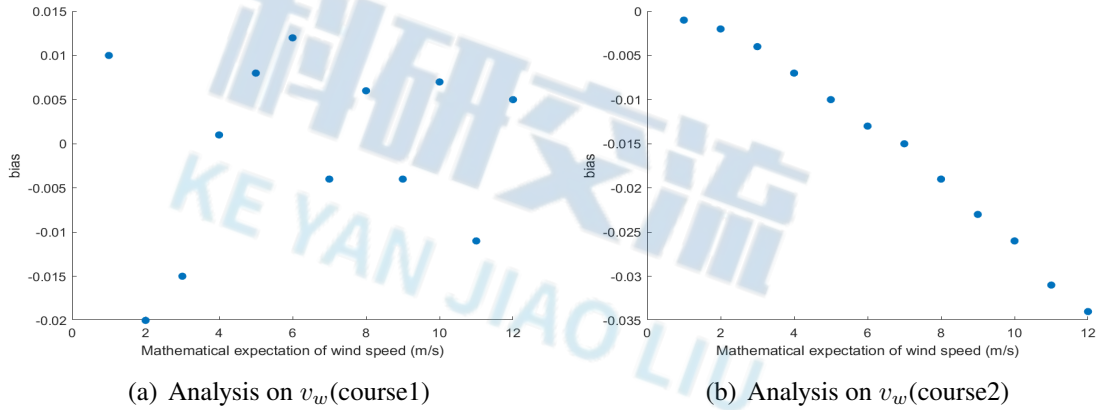 0.015
0.01
0.005
0
-0.005
-0.01
-0.015
-0.02
bias
0 2 4 6 8 10 12
Mathematical expectation of wind speed (m/s)
(a) Analysis on v_w(course1)
0
-0.005
-0.01
-0.015
-0.02
-0.025
-0.03
-0.035
bias
0 2 4 6 8 10 12
Mathematical expectation of wind speed (m/s)
(b) Analysis on v_w(course2)
科研交流
KE YAN JIAO LIU